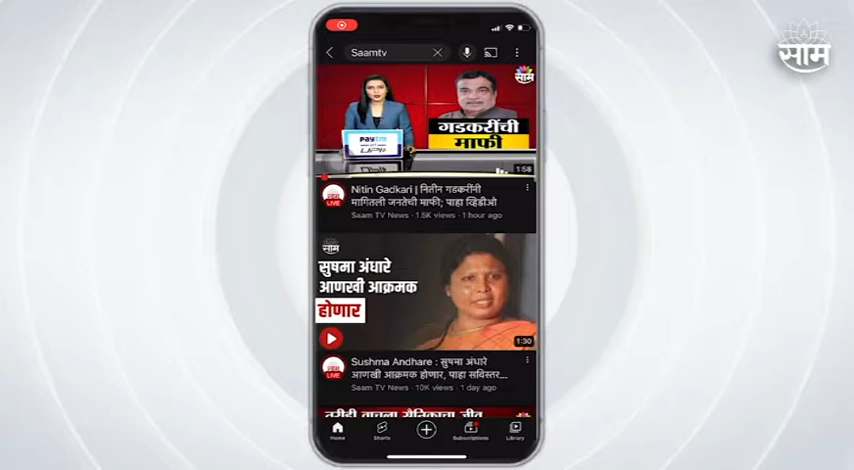 साम
Saamtv
साम
गडकरींची
माफी
Paytm
UPI
1:58
Nitin Gadkari | नितीन गडकरींनी
मागितली जनतेची माफी; पाहा व्हिडीओ
Saam TV News · 1.5K views · 1 hour ago
साम
LIVE
साम
सुषमा अंधारे
आणखी आक्रमक
होणार
1:30
Sushma Andhare : सुषमा अंधारे
आणखी आक्रमक होणार, पाहा सविस्तर...
Saam TV News · 10K views · 1 day ago
साम
LIVE
Home
Shorts
Subscriptions
Library